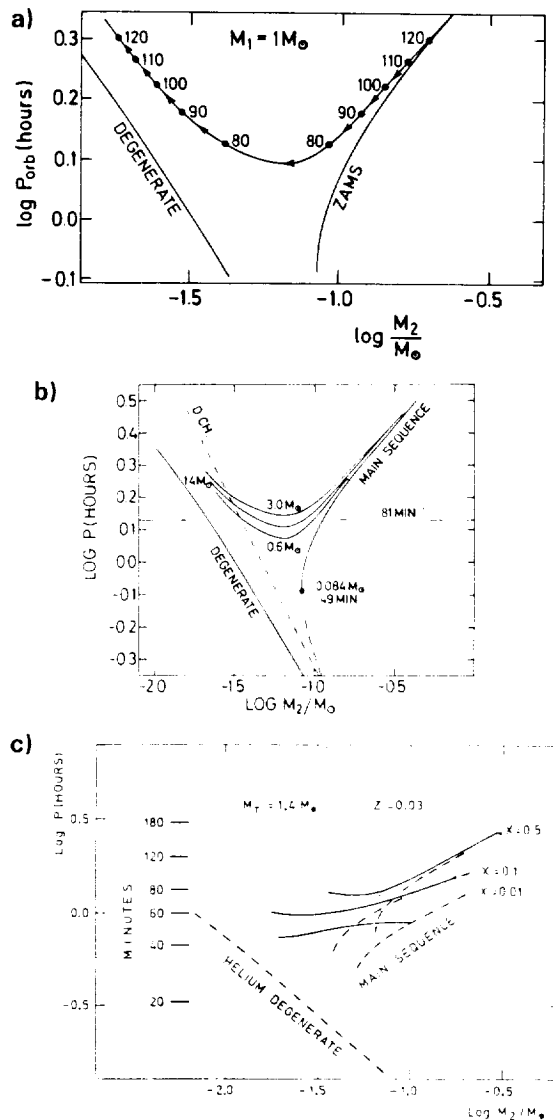 a)
M₁ = 1M⊙
log P_orb (hours)
0.3
0.2
0.1
0.0
-0.1
120
110
100
90
80
80
90
100
110
120
DEGENERATE
ZAMS
-1.5
-1.0
-0.5
log M₂/M⊙
b)
LOG P (HOURS)
0.5
0.4
0.3
0.2
0.1
0.0
-0.1
-0.2
-0.3
D CH
MAIN SEQUENCE
1.4M⊙
3.0M⊙
0.6M⊙
81 MIN
DEGENERATE
0.084M⊙
49 MIN
-2.0
-1.5
-1.0
-0.5
LOG M₂/M⊙
c)
Log P (HOURS)
0.5
0.0
-0.5
MINUTES
180
120
80
60
40
20
M_T = 1.4 M⊙
Z = 0.03
X = 0.5
X = 0.1
X = 0.01
MAIN SEQUENCE
HELIUM DEGENERATE
-2.0
-1.5
-1.0
-0.5
Log M₂/M⊙